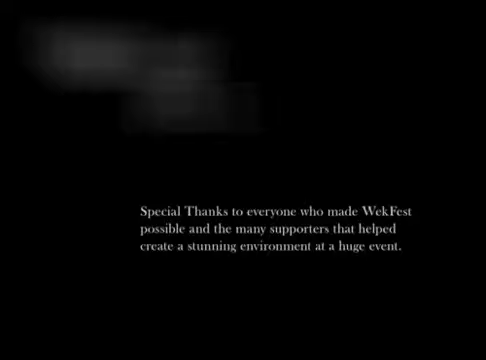 Special Thanks to everyone who made WekFest
possible and the many supporters that helped
create a stunning environment at a huge event.